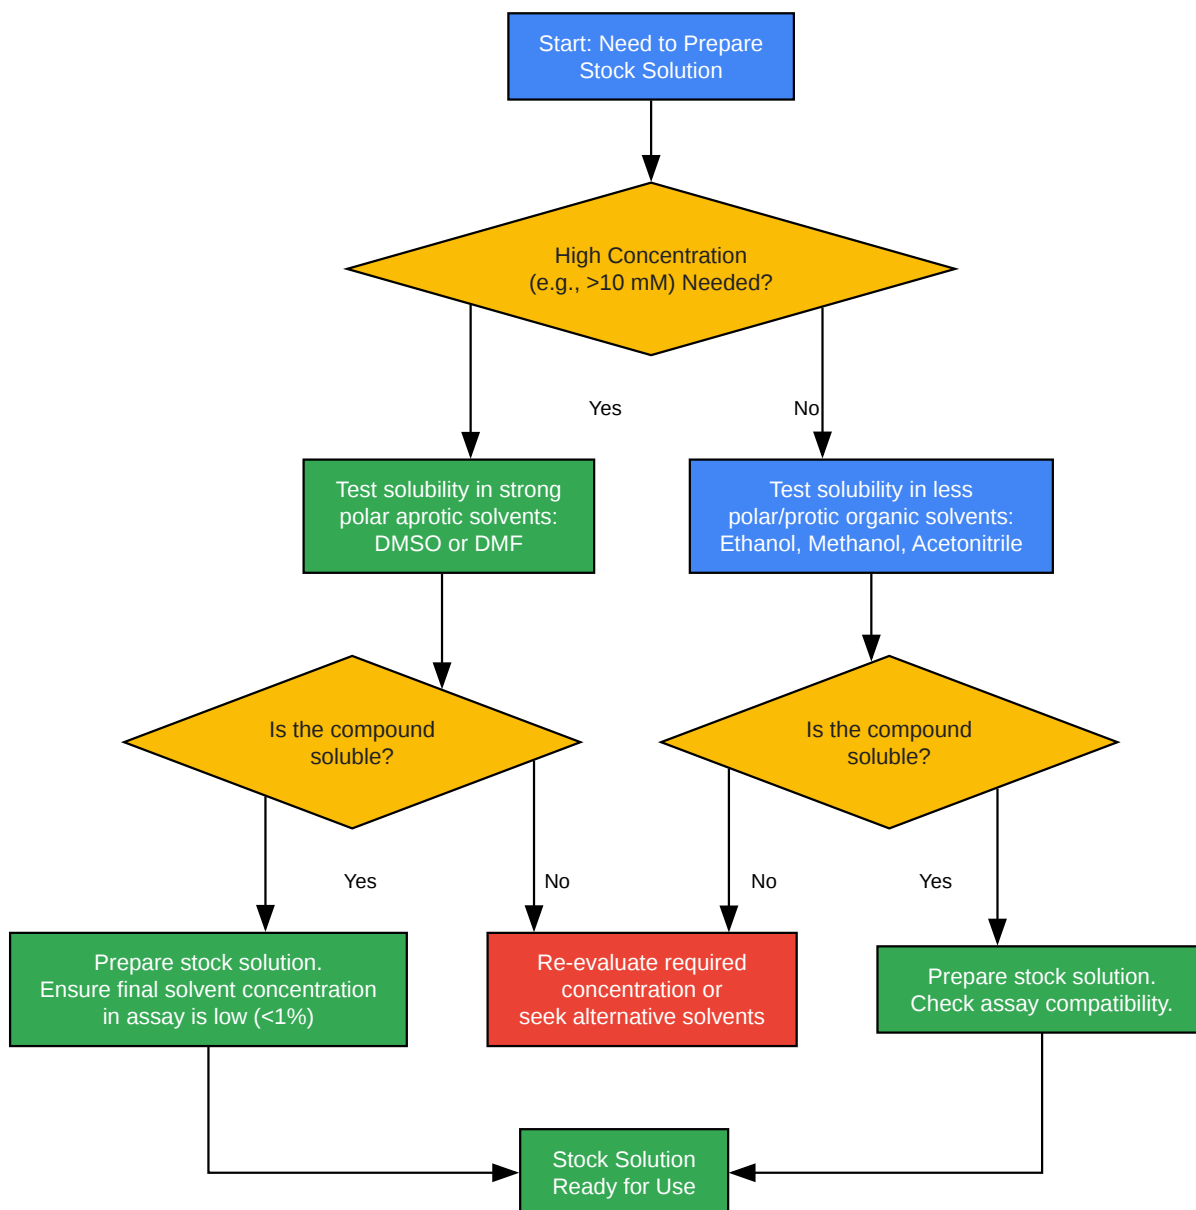 Start: Need to Prepare
Stock Solution
High Concentration
(e.g., >10 mM) Needed?
Yes
No
Test solubility in strong
polar aprotic solvents:
DMSO or DMF
Test solubility in less
polar/protic organic solvents:
Ethanol, Methanol, Acetonitrile
Is the compound
soluble?
Is the compound
soluble?
Yes
No
No
Yes
Prepare stock solution.
Ensure final solvent concentration
in assay is low (<1%)
Re-evaluate required
concentration or
seek alternative solvents
Prepare stock solution.
Check assay compatibility.
Stock Solution
Ready for Use